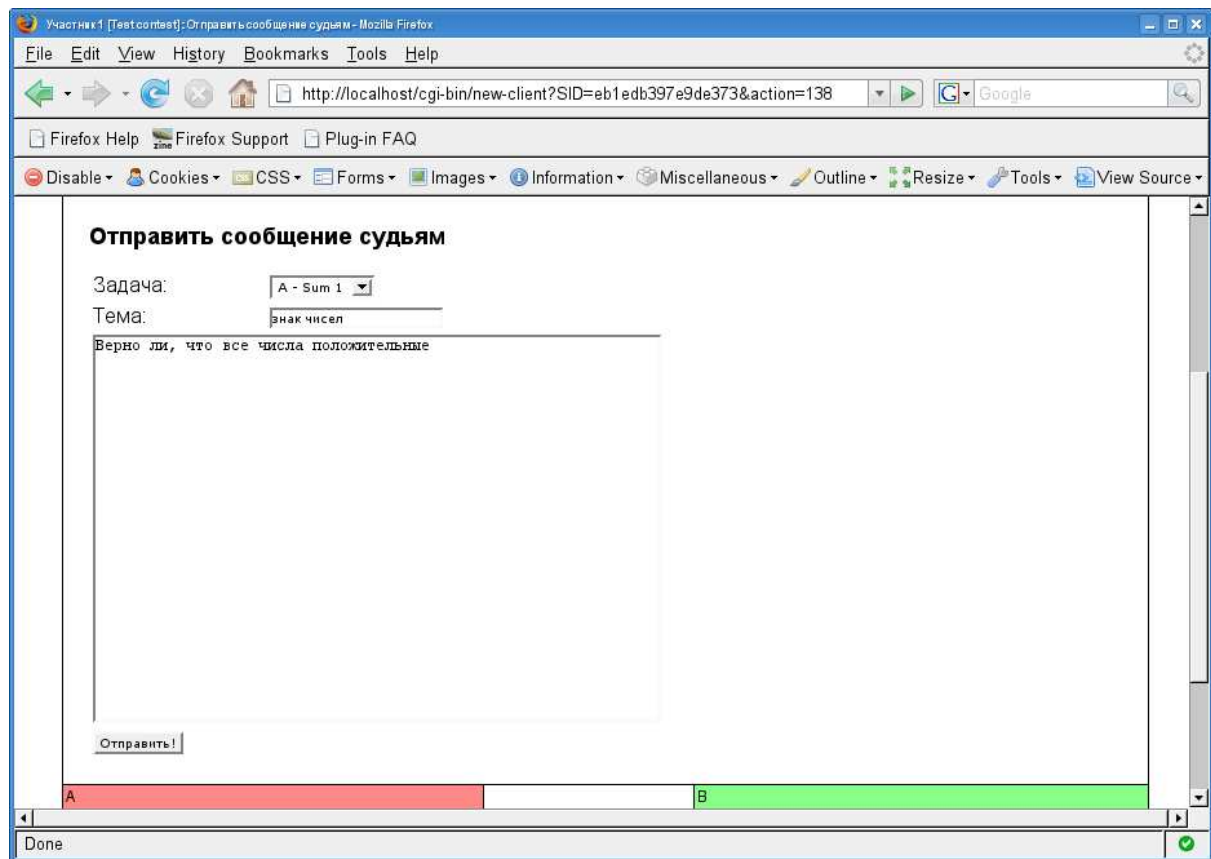 Участник 1 [Test contest]: Отправить сообщение судьям - Mozilla Firefox
File Edit View History Bookmarks Tools Help
http://localhost/cgi-bin/new-client?SID=eb1edb397e9de373&action=138 G Google
Firefox Help Firefox Support Plug-in FAQ
Disable Cookies CSS Forms Images Information Miscellaneous Outline Resize Tools View Source
Отправить сообщение судьям
Задача: A - Sum 1
Тема: знак чисел
Верно ли, что все числа положительные
Отправить!
A B
Done